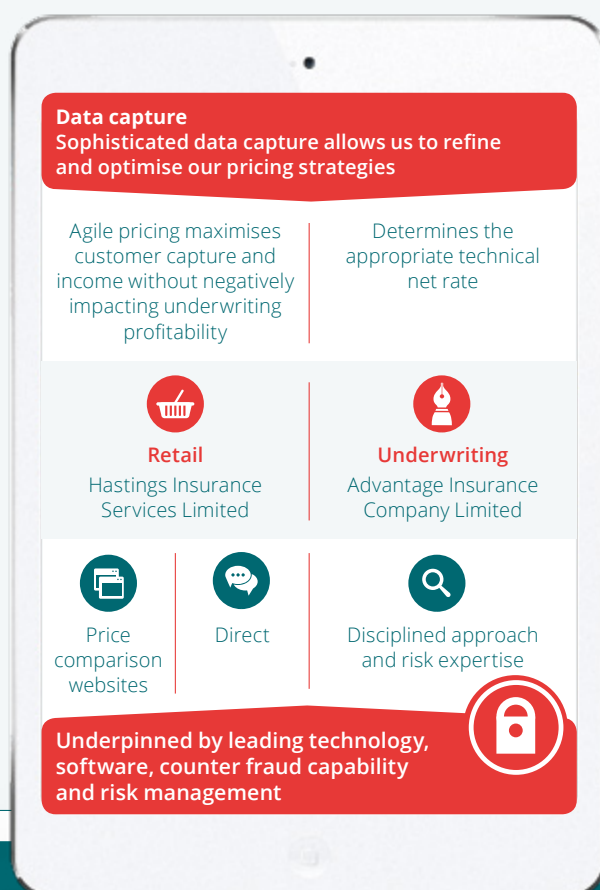 Data capture
Sophisticated data capture allows us to refine
and optimise our pricing strategies
Agile pricing maximises
customer capture and
income without negatively
impacting underwriting
profitability
Determines the
appropriate technical
net rate
Retail
Hastings Insurance
Services Limited
Underwriting
Advantage Insurance
Company Limited
Price
comparison
websites
Direct
Disciplined approach
and risk expertise
Underpinned by leading technology,
software, counter fraud capability
and risk management